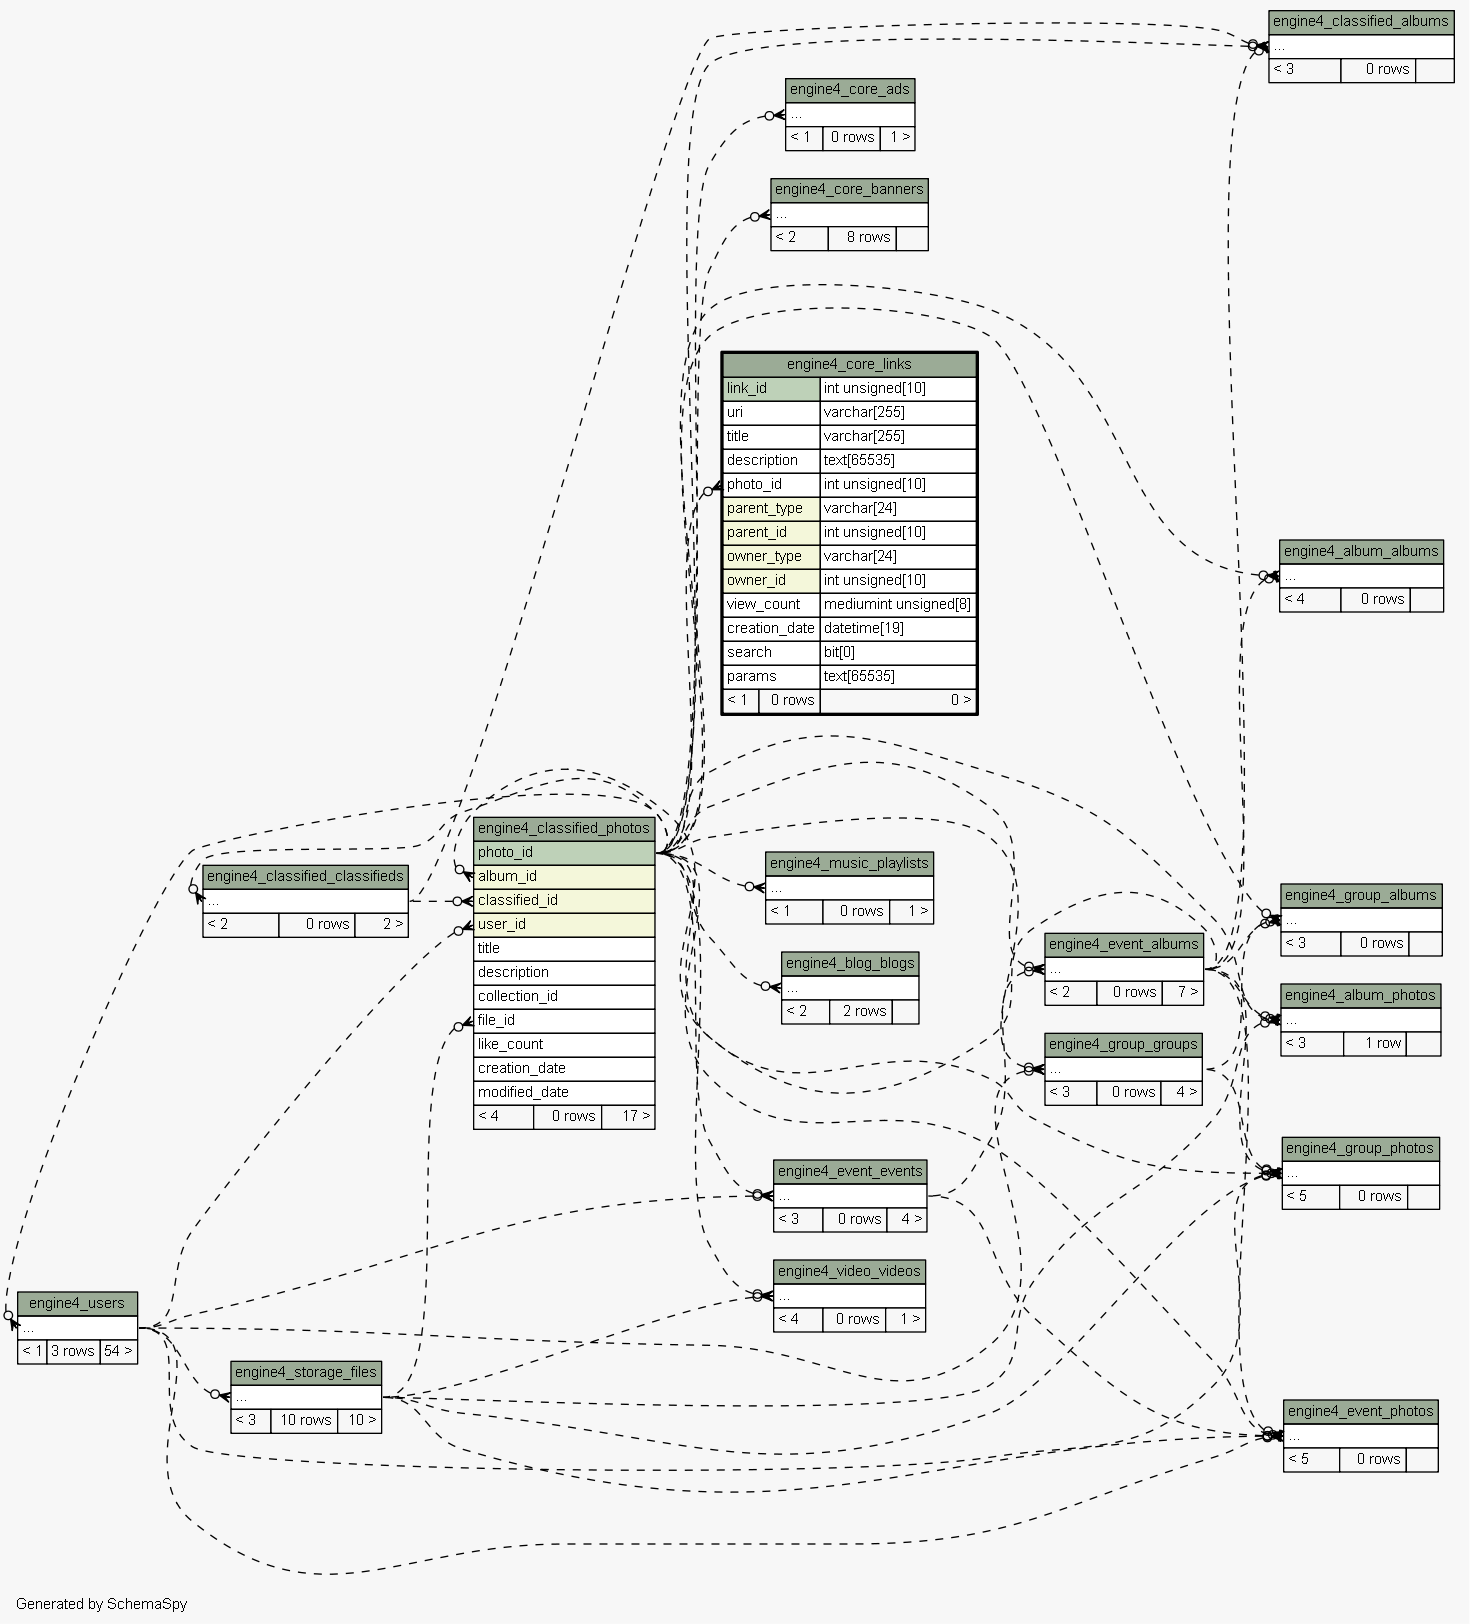 engine4_classified_albums
...
< 3 0 rows
engine4_core_ads
...
< 1 0 rows 1 >
engine4_core_banners
...
< 2 8 rows
engine4_core_links
link_id int unsigned[10]
uri varchar[255]
title varchar[255]
description text[65535]
photo_id int unsigned[10]
parent_type varchar[24]
parent_id int unsigned[10]
owner_type varchar[24]
owner_id int unsigned[10]
view_count mediumint unsigned[8]
creation_date datetime[19]
search bit[0]
params text[65535]
< 1 0 rows 0 >
engine4_album_albums
...
< 4 0 rows
engine4_classified_photos
photo_id
album_id
classified_id
user_id
title
description
collection_id
file_id
like_count
creation_date
modified_date
< 4 0 rows 17 >
engine4_classified_classifieds
...
< 2 0 rows 2 >
engine4_music_playlists
...
< 1 0 rows 1 >
engine4_group_albums
...
< 3 0 rows
engine4_event_albums
...
< 2 0 rows 7 >
engine4_blog_blogs
...
< 2 2 rows
engine4_album_photos
...
< 3 1 row
engine4_group_groups
...
< 3 0 rows 4 >
engine4_group_photos
...
< 5 0 rows
engine4_event_events
...
< 3 0 rows 4 >
engine4_video_videos
...
< 4 0 rows 1 >
engine4_users
...
< 1 3 rows 54 >
engine4_storage_files
...
< 3 10 rows 10 >
engine4_event_photos
...
< 5 0 rows
Generated by SchemaSpy